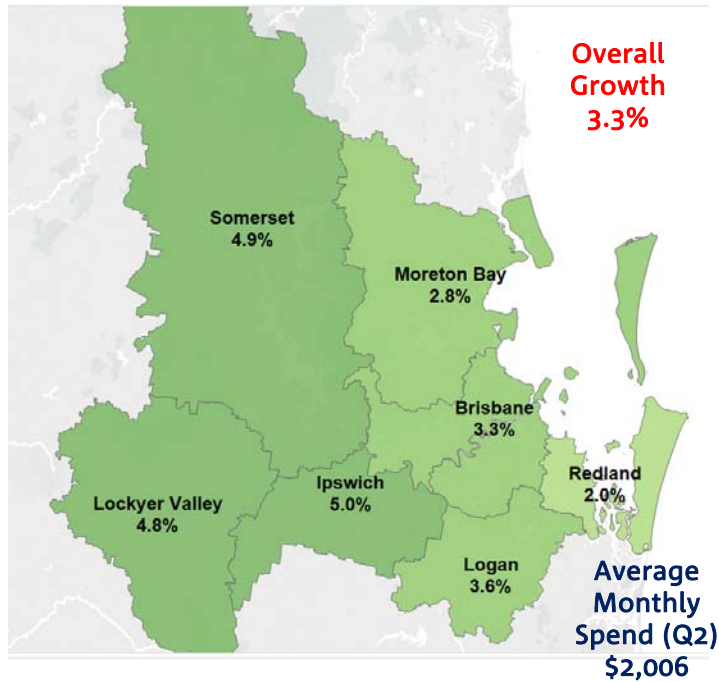 Overall
Growth
3.3%
Somerset
4.9%
Moreton Bay
2.8%
Brisbane
3.3%
Redland
2.0%
Ipswich
5.0%
Lockyer Valley
4.8%
Logan
3.6%
Average
Monthly
Spend (Q2)
$2,006